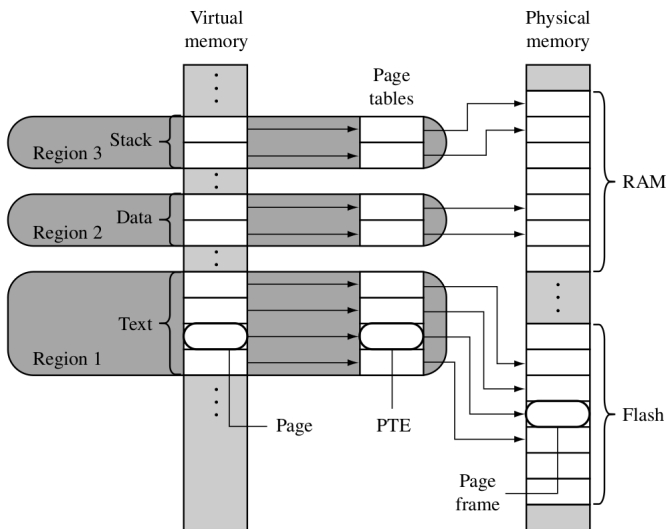 Virtual
memory
Physical
memory
Page
tables
Stack
Region 3
RAM
Data
Region 2
Text
Region 1
Page
PTE
Flash
Page
frame